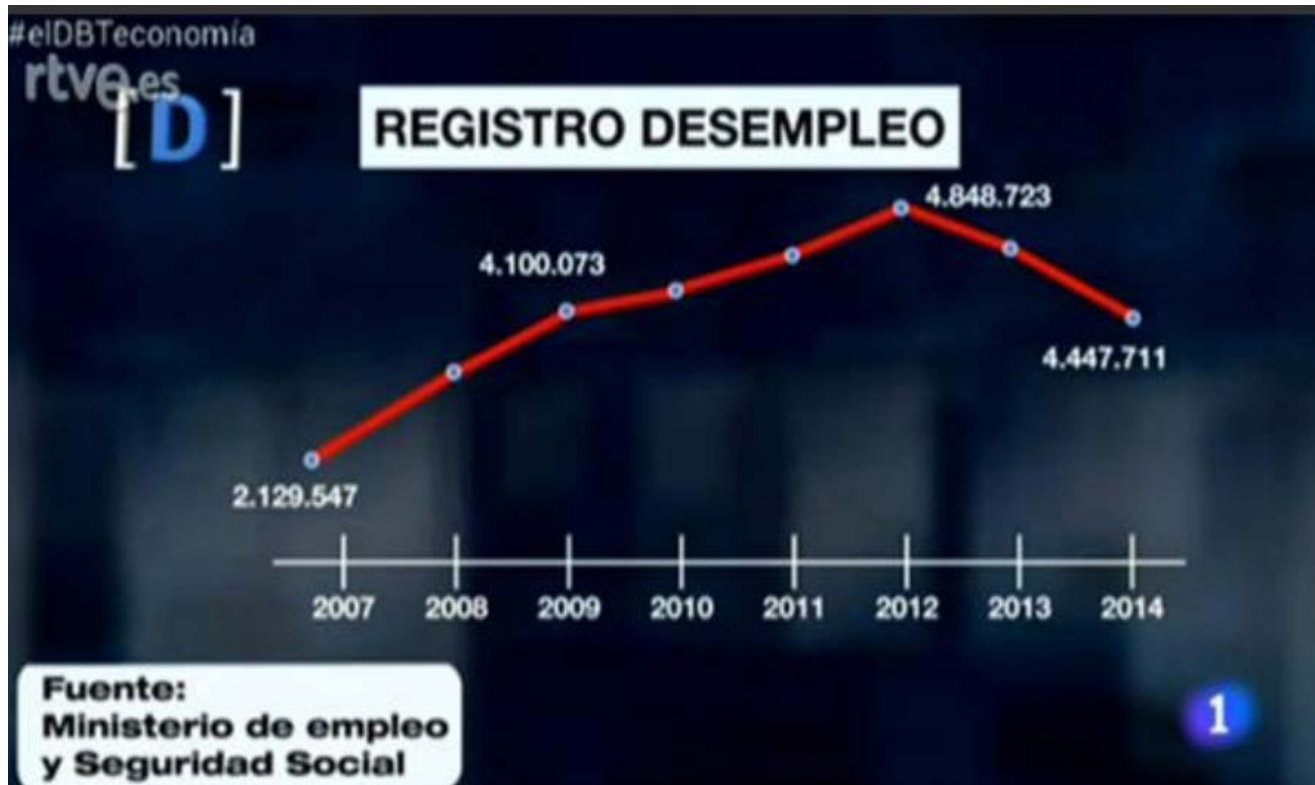 #elDBTeconomía
rtve.es
[D]
REGISTRO DESEMPLEO
4.848.723
4.100.073
4.447.711
2.129.547
2007 2008 2009 2010 2011 2012 2013 2014
Fuente:
Ministerio de empleo
y Seguridad Social
1